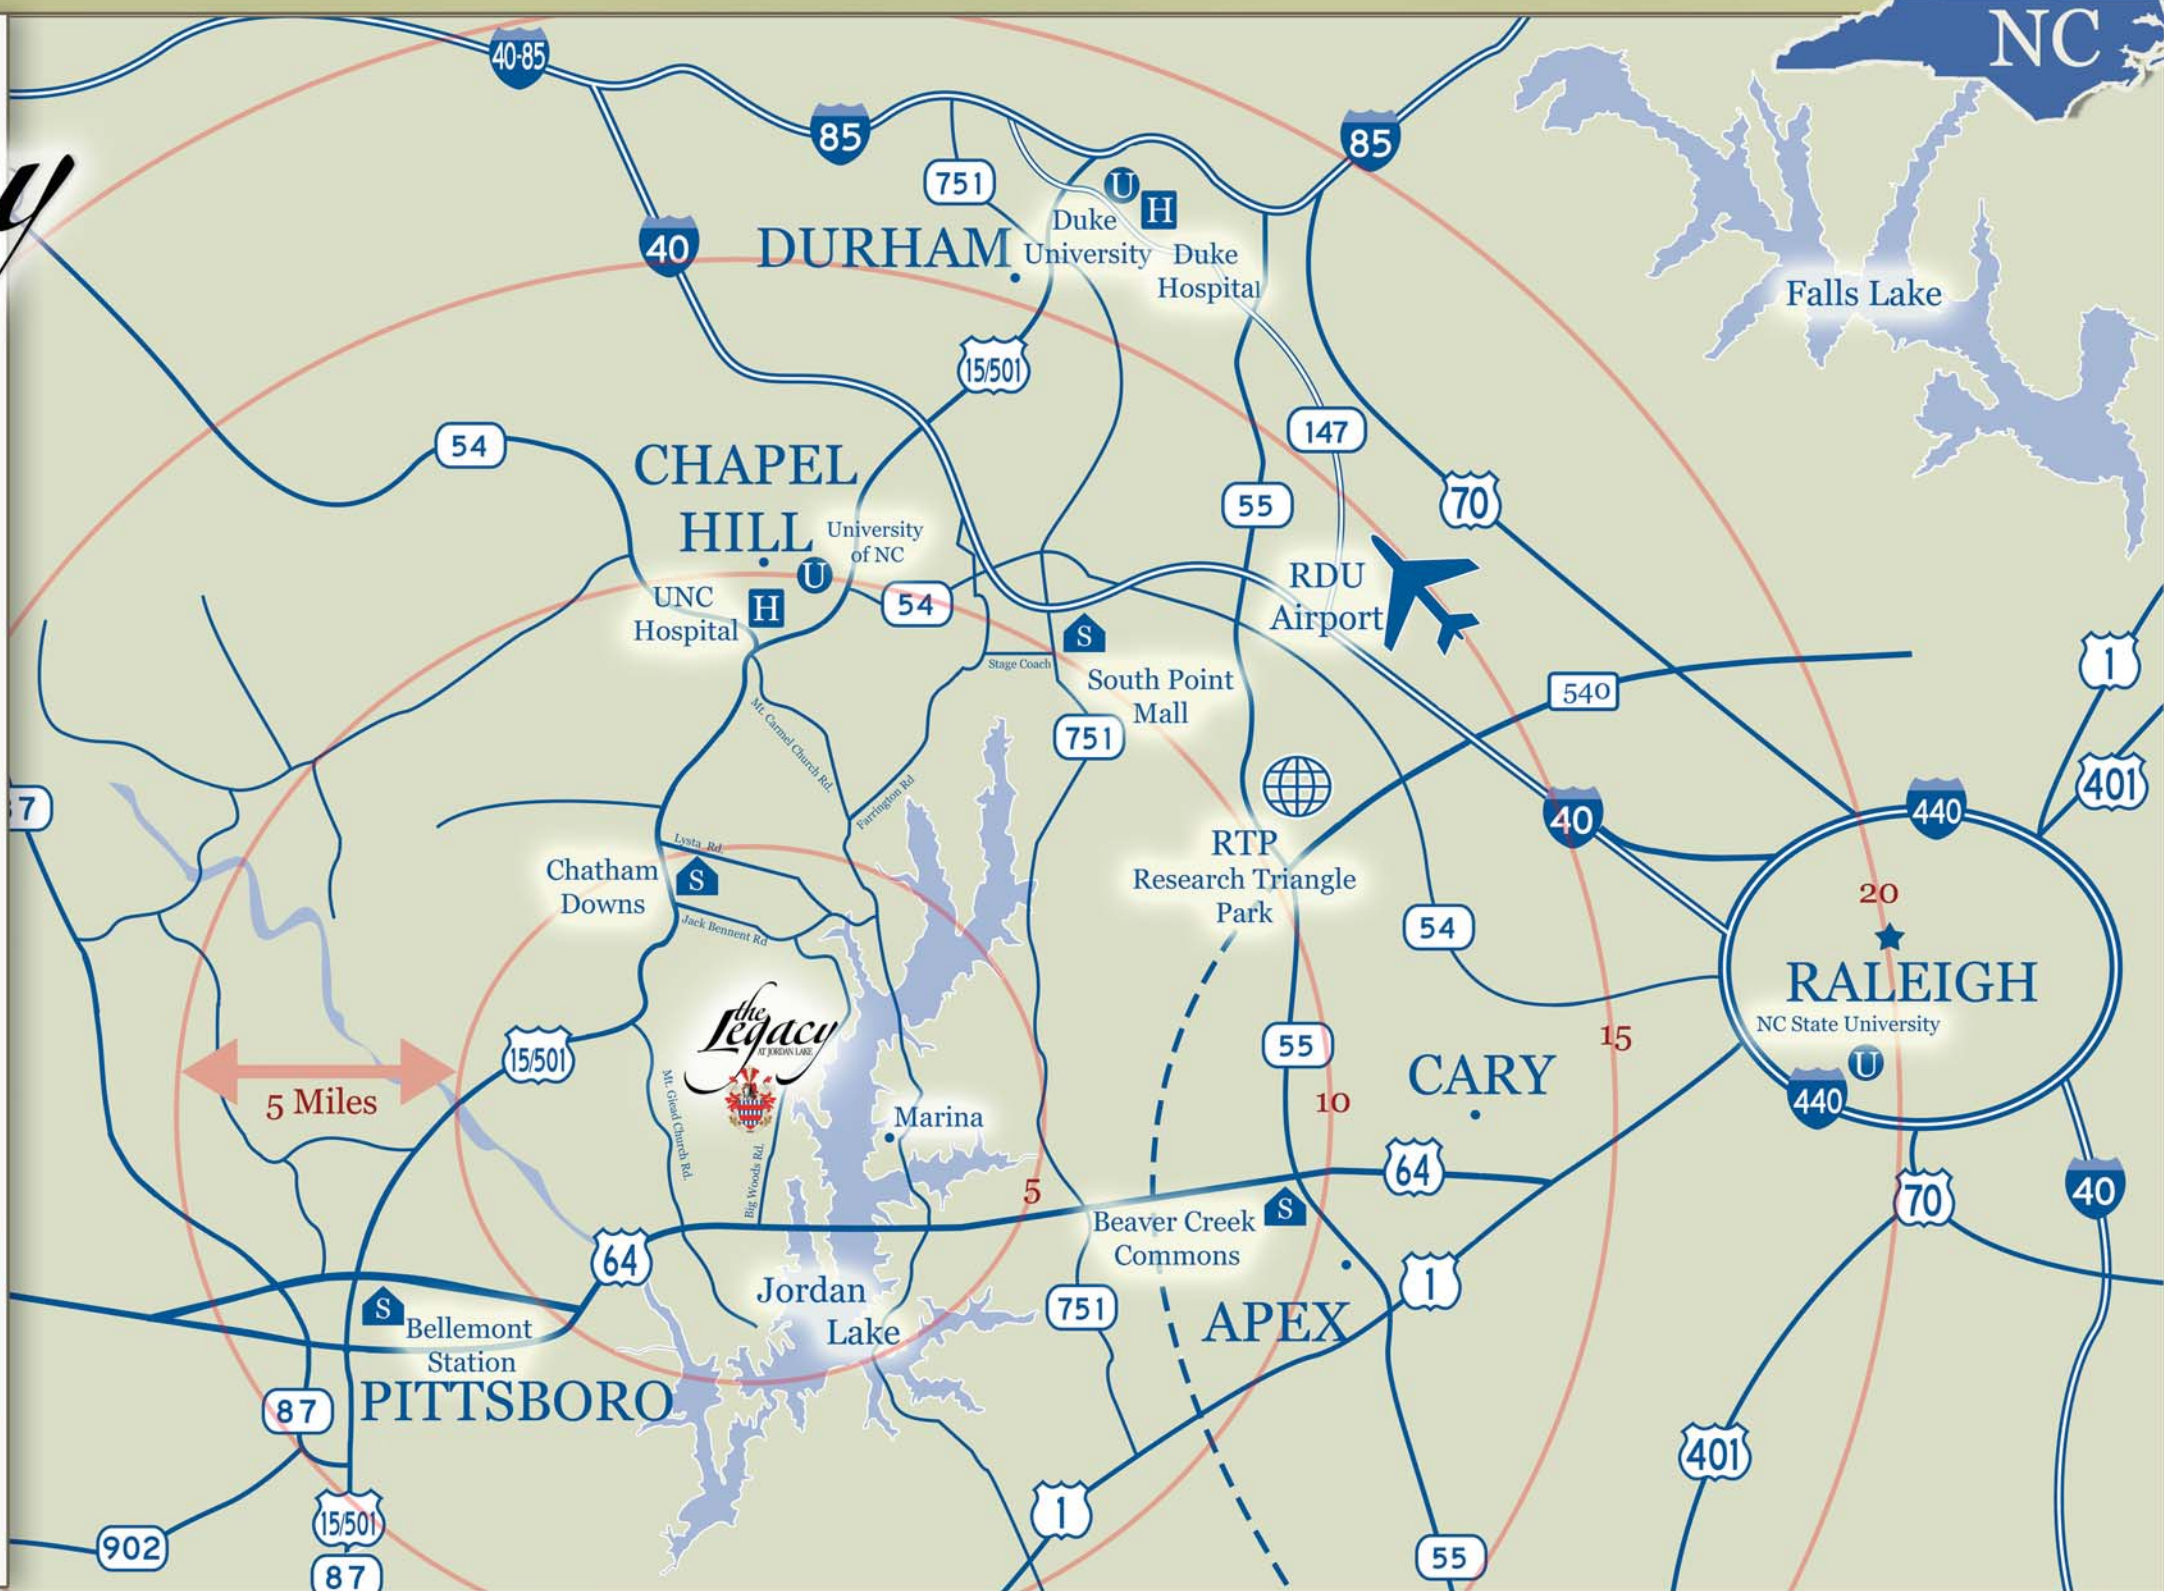 NC
40-85
85
85
751
U
H
Duke
University
Duke
Hospital
40
DURHAM
Falls Lake
15/501
54
147
CHAPEL
HILL
70
55
University
of NC
U
RDU
Airport
UNC
Hospital
H
54
S
Stage Coach
South Point
Mall
1
540
Mt. Carmel Church Rd.
751
401
Farrington Rd
7
440
40
Lysta Rd.
RTP
Research Triangle
Park
Chatham
Downs
S
20
Jack Bennent Rd
54
RALEIGH
NC State University
U
the
Legacy
AT JORDAN LAKE
15/501
55
15
CARY
5 Miles
Mt. Giead Church Rd.
Marina
10
440
Big Woods Rd.
5
64
40
70
S
Beaver Creek
Commons
64
1
Jordan
Lake
S
Bellemont
Station
751
APEX
87
PITTSBORO
401
1
15/501
902
55
87